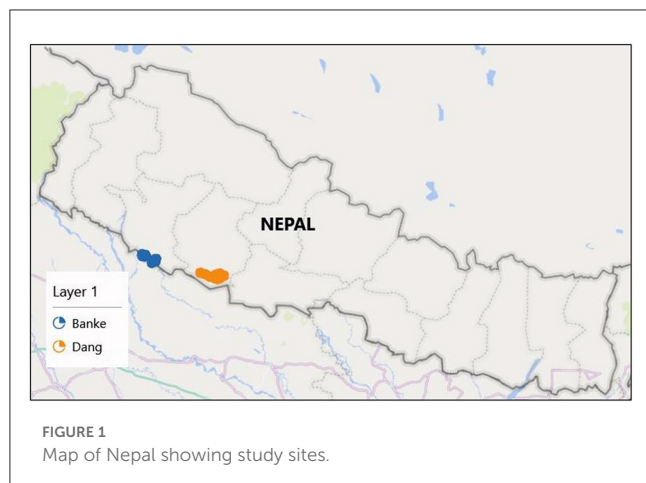 NEPAL
Layer 1
Banke
Dang
FIGURE 1
Map of Nepal showing study sites.